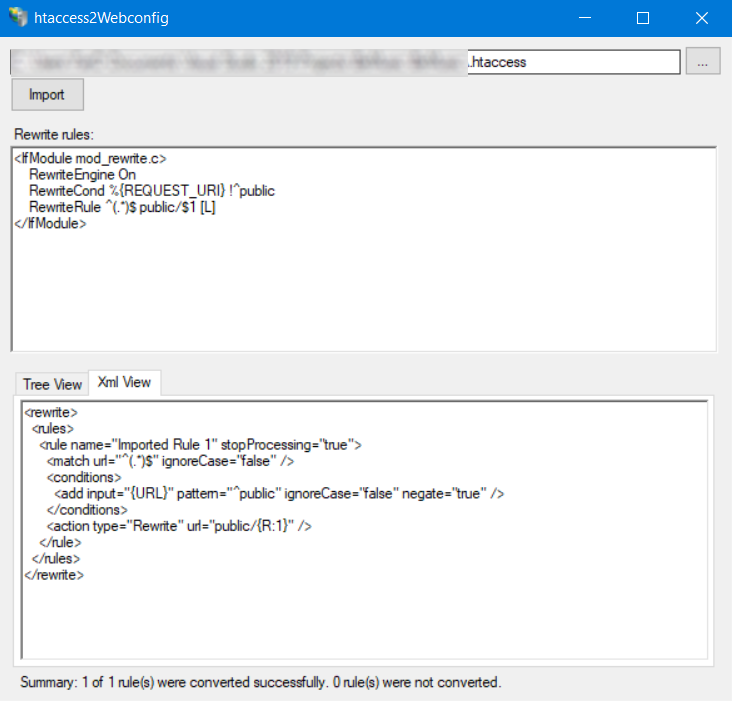 htaccess2Webconfig
\.htaccess
...
Import
Rewrite rules:
<IfModule mod_rewrite.c>
    RewriteEngine On
    RewriteCond %{REQUEST_URI} !^public
    RewriteRule ^(.*)$ public/$1 [L]
</IfModule>
Tree View Xml View
<rewrite>
  <rules>
    <rule name="Imported Rule 1" stopProcessing="true">
      <match url="^(.*)$" ignoreCase="false" />
      <conditions>
        <add input="{URL}" pattern="^public" ignoreCase="false" negate="true" />
      </conditions>
      <action type="Rewrite" url="public/{R:1}" />
    </rule>
  </rules>
</rewrite>
Summary: 1 of 1 rule(s) were converted successfully. 0 rule(s) were not converted.